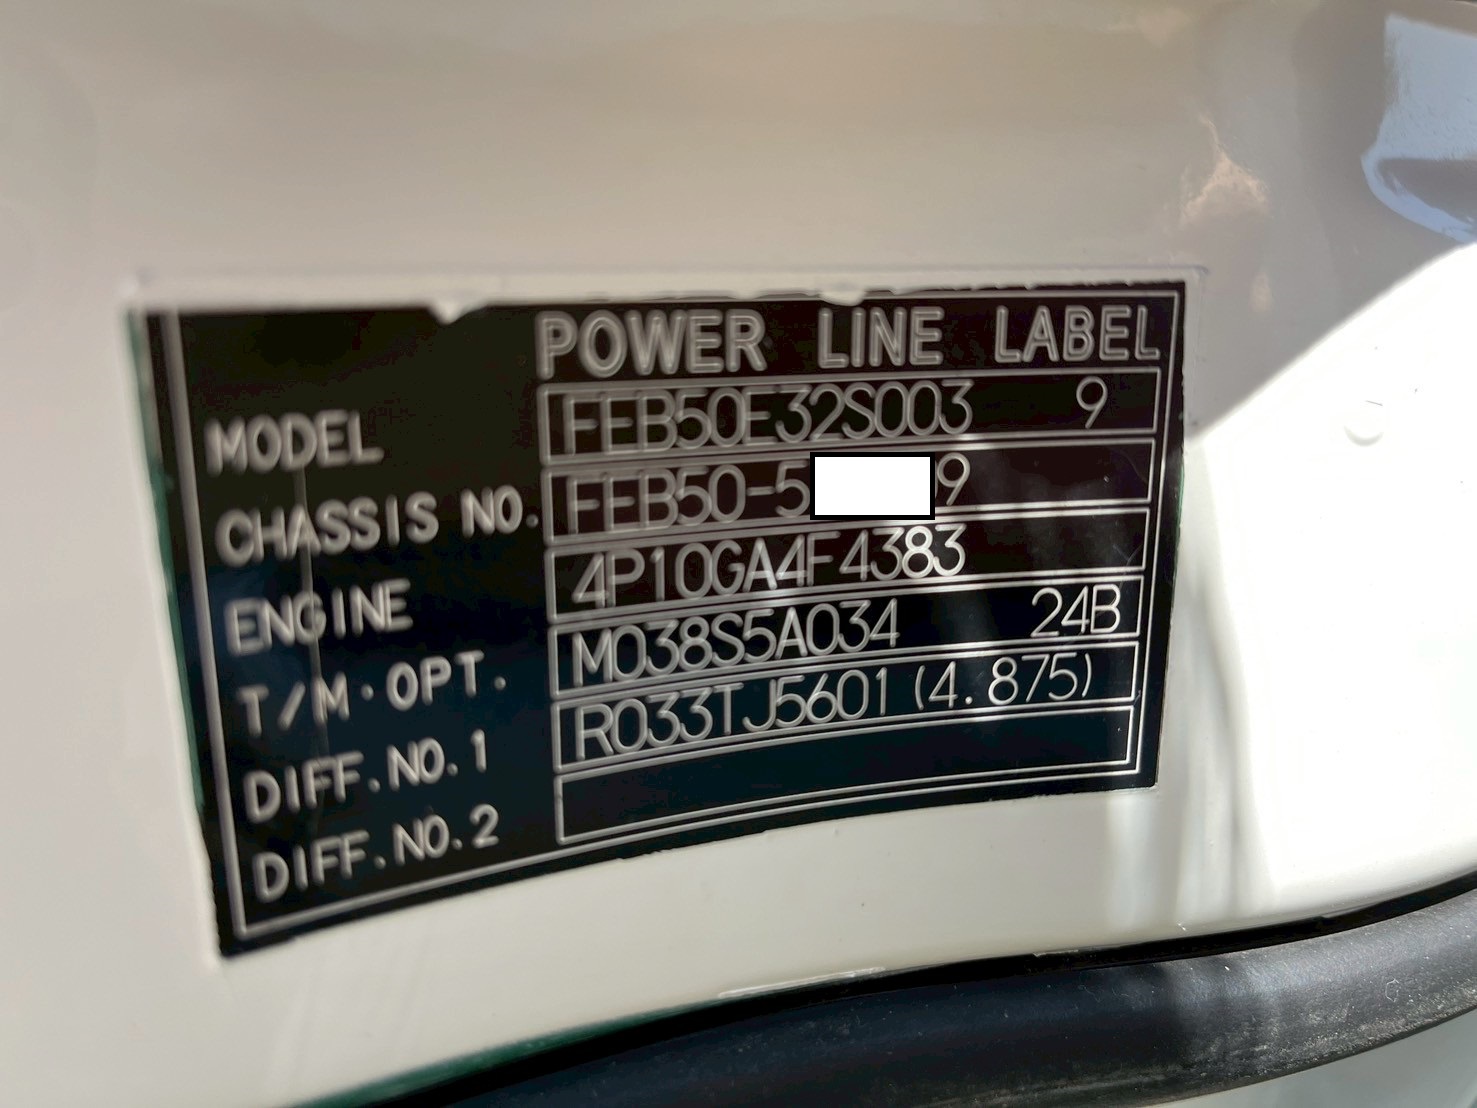 POWER LINE LABEL
MODEL FEB50E32S003 9
CHASSIS NO. FEB50-5 9
ENGINE 4P10GA4F4383
T/M·OPT. M038S5A034 24B
DIFF.NO.1 R033TJ5601 (4.875)
DIFF.NO.2